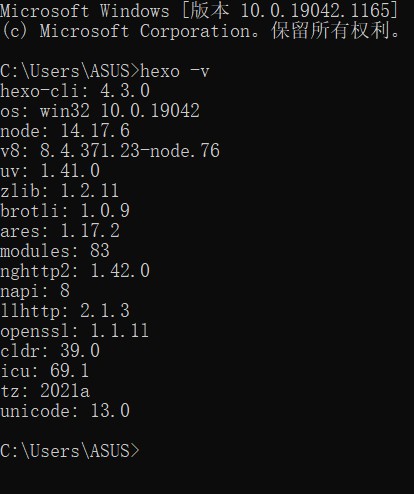 Microsoft Windows [版本 10.0.19042.1165]
(c) Microsoft Corporation。保留所有权利。
C:\Users\ASUS>hexo -v
hexo-cli: 4.3.0
os: win32 10.0.19042
node: 14.17.6
v8: 8.4.371.23-node.76
uv: 1.41.0
zlib: 1.2.11
brotli: 1.0.9
ares: 1.17.2
modules: 83
nghttp2: 1.42.0
napi: 8
llhttp: 2.1.3
openssl: 1.1.1l
cldr: 39.0
icu: 69.1
tz: 2021a
unicode: 13.0
C:\Users\ASUS>